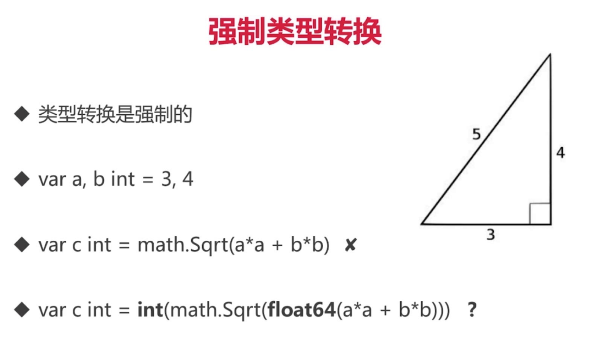 强制类型转换
◆ 类型转换是强制的
◆ var a, b int = 3, 4
◆ var c int = math.Sqrt(a*a + b*b) ✘
◆ var c int = int(math.Sqrt(float64(a*a + b*b))) ?
5
4
3